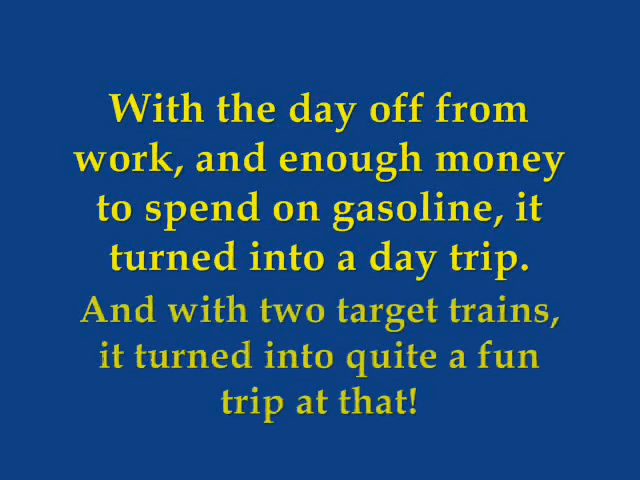 With the day off from
work, and enough money
to spend on gasoline, it
turned into a day trip.
And with two target trains,
it turned into quite a fun
trip at that!